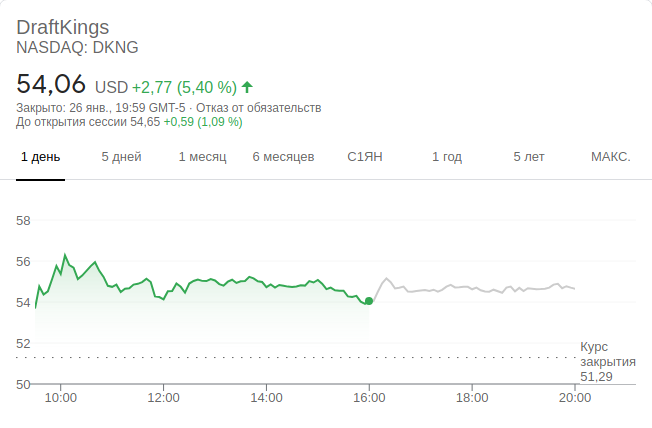 DraftKings
NASDAQ: DKNG
54,06 USD +2,77 (5,40 %)
Закрыто: 26 янв., 19:59 GMT-5 · Отказ от обязательств
До открытия сессии 54,65 +0,59 (1,09 %)
1 день 5 дней 1 месяц 6 месяцев С1ЯН 1 год 5 лет МАКС.
58
56
54
52
Курс
закрытия
51,29
50
10:00 12:00 14:00 16:00 18:00 20:00